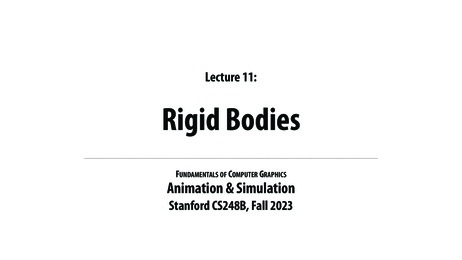 Lecture 11:
Rigid Bodies
Fundamentals of Computer Graphics
Animation & Simulation
Stanford CS248B, Fall 2023